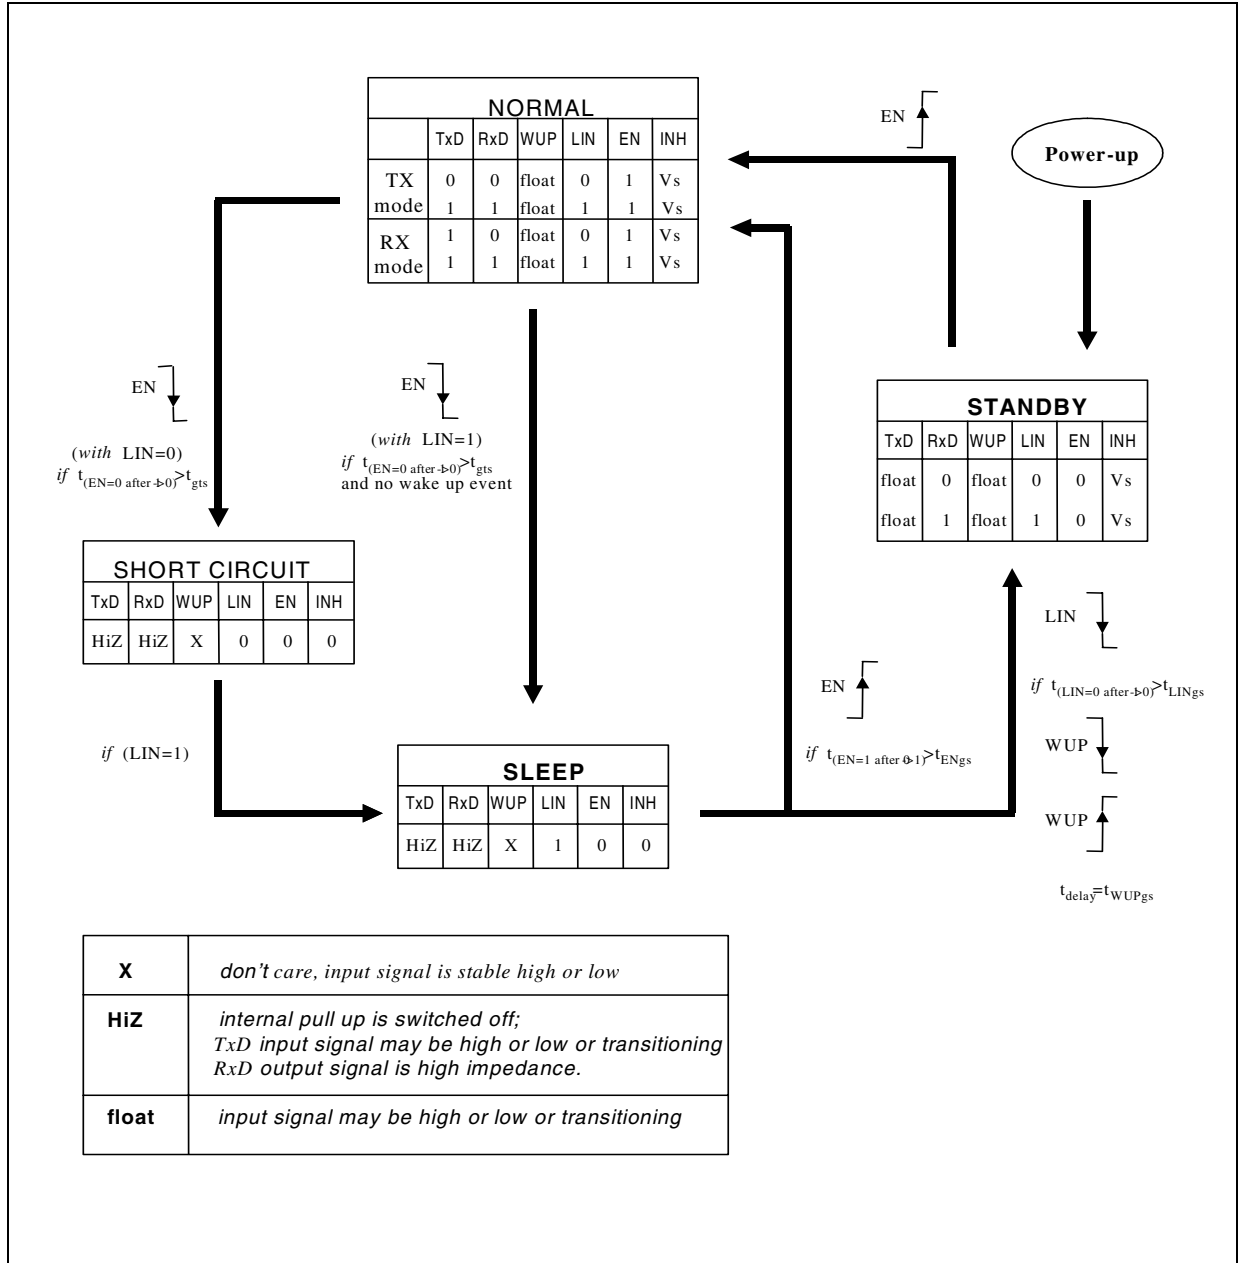 NORMAL
TxD RxD WUP LIN EN INH
TX mode 0 0 float 0 1 Vs
1 1 float 1 1 Vs
RX mode 1 0 float 0 1 Vs
1 1 float 1 1 Vs
EN
Power-up
EN
(with LIN=0)
if t(EN=0 after 1->0)>tgts
EN
(with LIN=1)
if t(EN=0 after 1->0)>tgts
and no wake up event
STANDBY
TxD RxD WUP LIN EN INH
float 0 float 0 0 Vs
float 1 float 1 0 Vs
SHORT CIRCUIT
TxD RxD WUP LIN EN INH
HiZ HiZ X 0 0 0
if (LIN=1)
SLEEP
TxD RxD WUP LIN EN INH
HiZ HiZ X 1 0 0
EN
if t(EN=1 after 0->1)>tENgs
LIN
if t(LIN=0 after 1->0)>tLINgs
WUP
WUP
tdelay=tWUPgs
X don't care, input signal is stable high or low
HiZ internal pull up is switched off;
TxD input signal may be high or low or transitioning
RxD output signal is high impedance.
float input signal may be high or low or transitioning